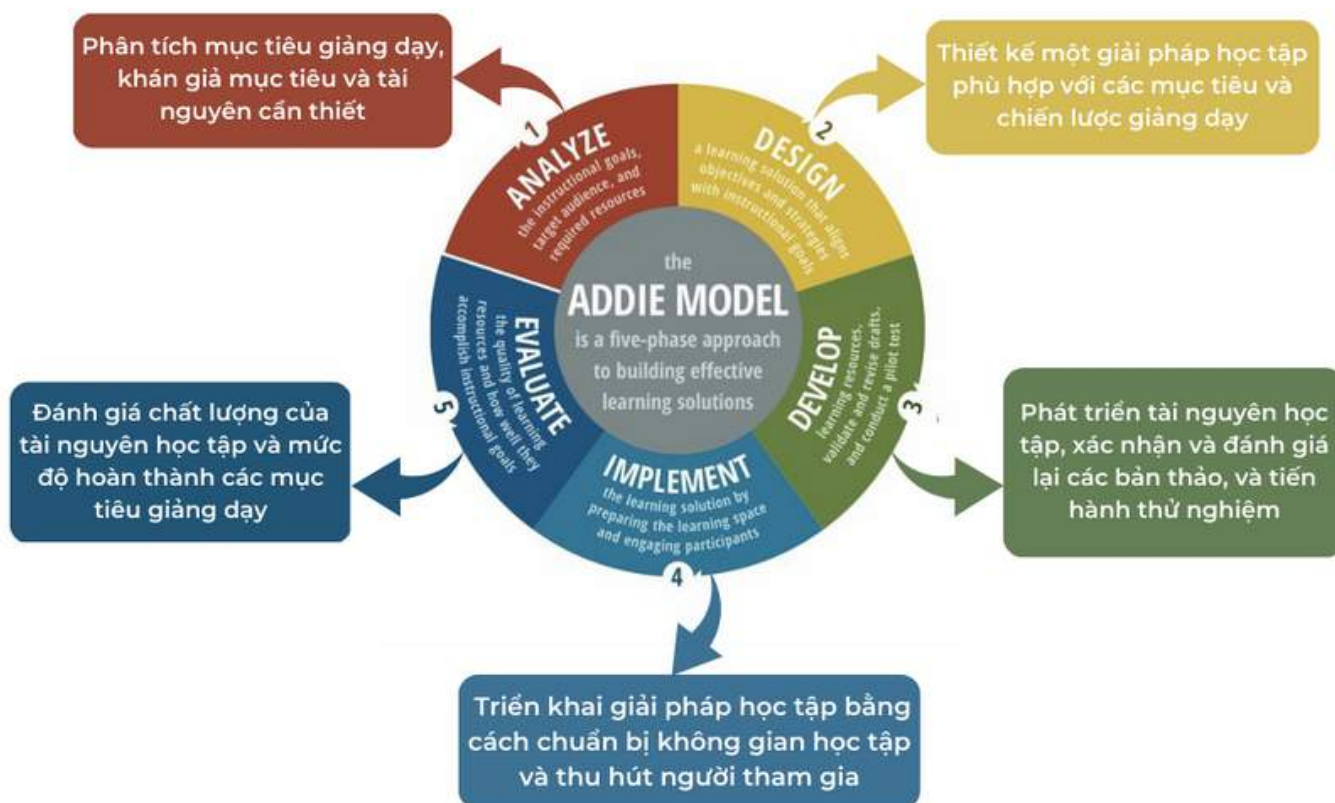 Phân tích mục tiêu giảng dạy,
khán giả mục tiêu và tài
nguyên cần thiết
Thiết kế một giải pháp học tập
phù hợp với các mục tiêu và
chiến lược giảng dạy
1
ANALYZE
the instructional goals,
target audience, and
required resources
2
DESIGN
a learning solution that aligns
objectives and strategies
with instructional goals
the
ADDIE MODEL
is a five-phase approach
to building effective
learning solutions
3
DEVELOP
learning resources,
validate and revise drafts,
and conduct a pilot test
4
IMPLEMENT
the learning solution by
preparing the learning space
and engaging participants
5
EVALUATE
the quality of learning
resources and how well they
accomplish instructional goals
Đánh giá chất lượng của
tài nguyên học tập và mức
độ hoàn thành các mục
tiêu giảng dạy
Phát triển tài nguyên học
tập, xác nhận và đánh giá
lại các bản thảo, và tiến
hành thử nghiệm
Triển khai giải pháp học tập bằng
cách chuẩn bị không gian học tập
và thu hút người tham gia